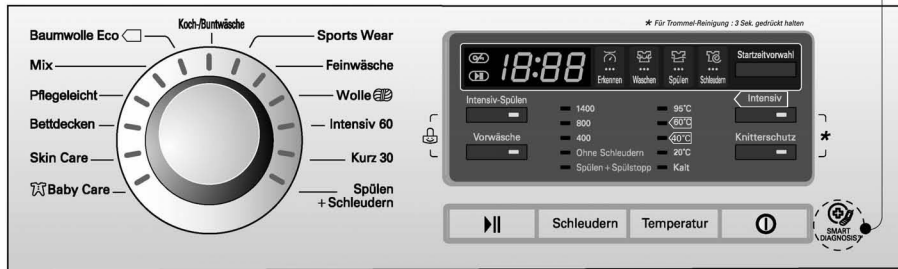 * Für Trommel-Reinigung : 3 Sek. gedrückt halten
Koch-/Buntwäsche
Baumwolle Eco
Mix
Pflegeleicht
Bettdecken
Skin Care
Baby Care
Sports Wear
Feinwäsche
Wolle
Intensiv 60
Kurz 30
Spülen
+Schleudern
18:88
Erkennen
Waschen
Spülen
Schleudern
Startzeitvorwahl
Intensiv-Spülen
Vorwäsche
1400
800
400
Ohne Schleudern
Spülen+Spülstopp
95°C
60°C
40°C
20°C
Kalt
Intensiv
Knitterschutz
*
Schleudern
Temperatur
SMART
DIAGNOSIS